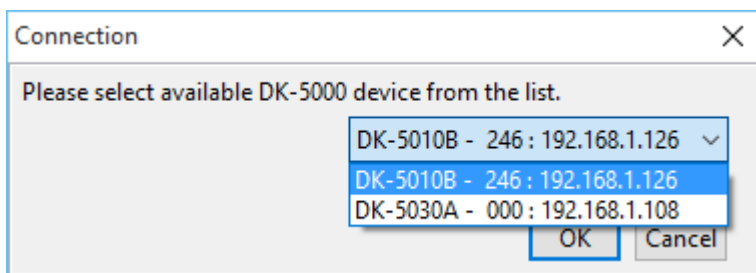 Connection
Please select available DK-5000 device from the list.
DK-5010B -  246 : 192.168.1.126
DK-5010B -  246 : 192.168.1.126
DK-5030A -  000 : 192.168.1.108
OK Cancel